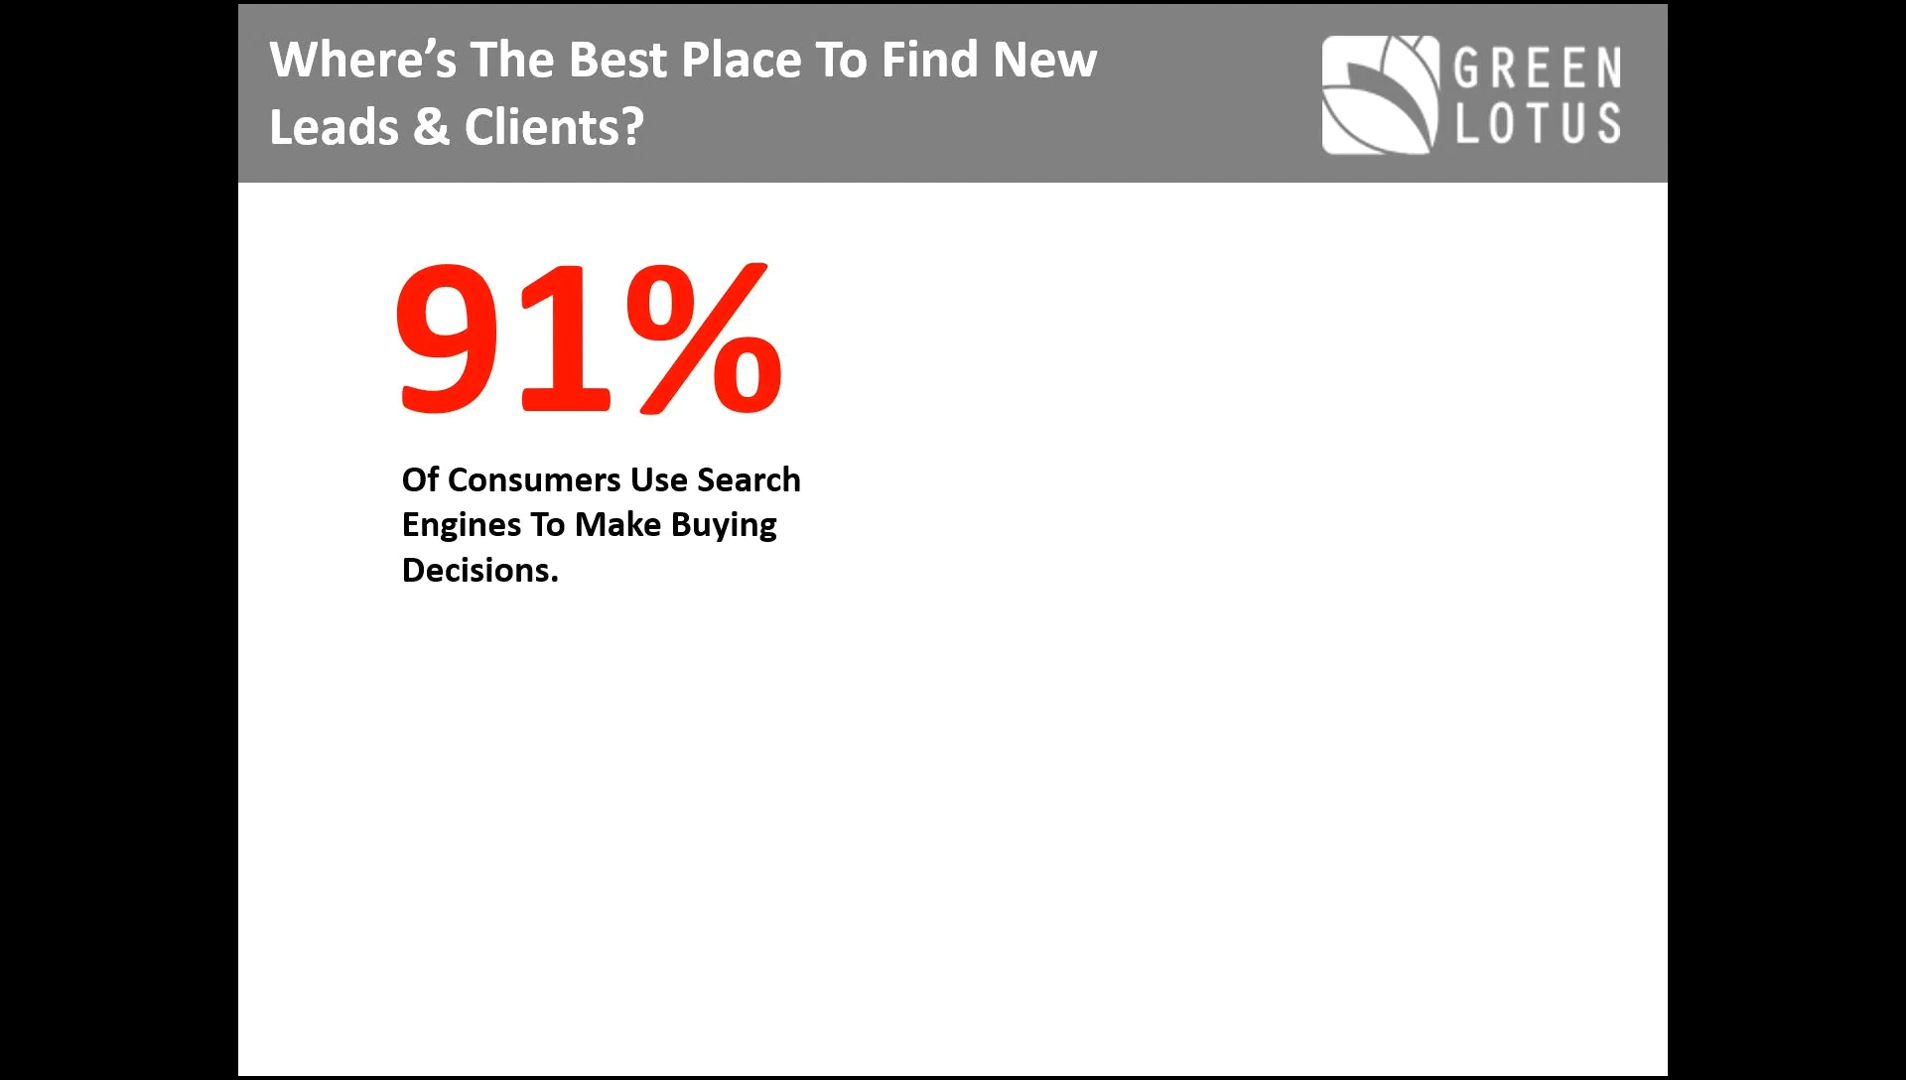 Where’s The Best Place To Find New
Leads & Clients?
GREEN
LOTUS
91%
Of Consumers Use Search
Engines To Make Buying
Decisions.